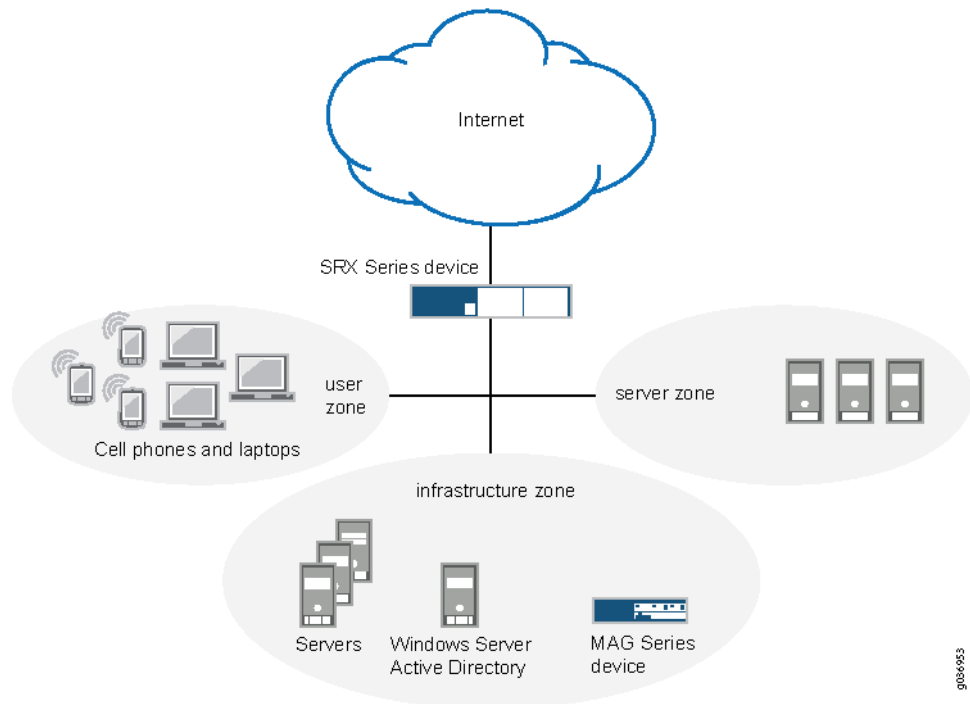 Internet
SRX Series device
user
zone
server zone
Cell phones and laptops
infrastructure zone
Servers
Windows Server
Active Directory
MAG Series
device
g036953